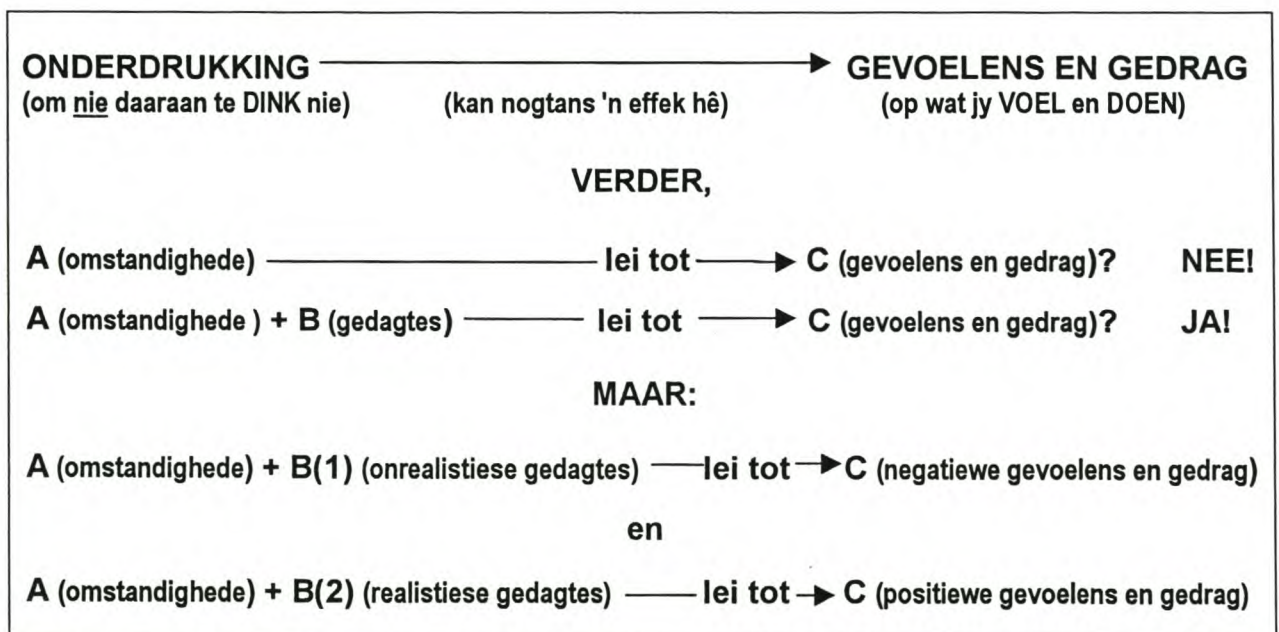 ONDERDRUKKING GEVOELENS EN GEDRAG
(om nie daaraan te DINK nie) (kan nogtans 'n effek hê) (op wat jy VOEL en DOEN)
VERDER,
A (omstandighede) lei tot C (gevoelens en gedrag)? NEE!
A (omstandighede ) + B (gedagtes) lei tot C (gevoelens en gedrag)? JA!
MAAR:
A (omstandighede) + B(1) (onrealistiese gedagtes) lei tot C (negatiewe gevoelens en gedrag)
en
A (omstandighede) + B(2) (realistiese gedagtes) lei tot C (positiewe gevoelens en gedrag)